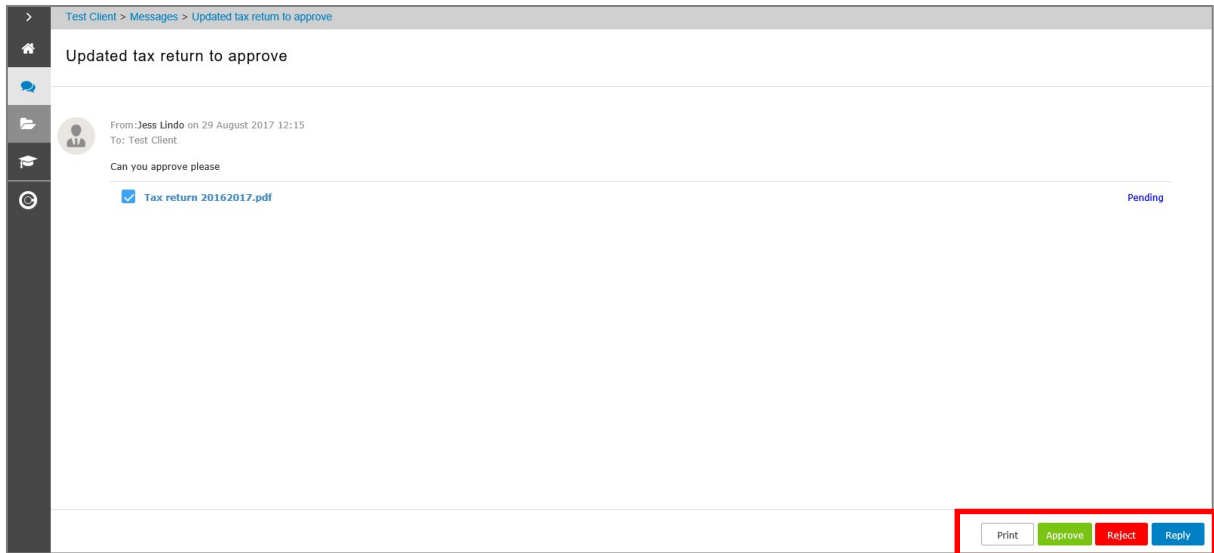 Test Client > Messages > Updated tax return to approve
Updated tax return to approve
From:Jess Lindo on 29 August 2017 12:15
To: Test Client
Can you approve please
Tax return 20162017.pdf Pending
Print Approve Reject Reply